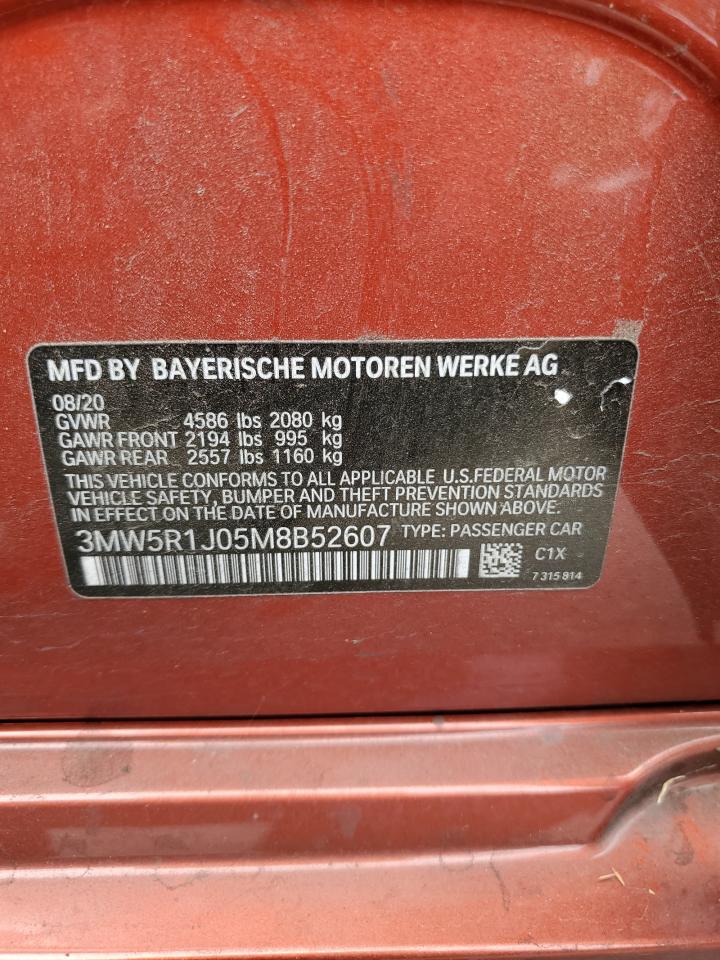 MFD BY BAYERISCHE MOTOREN WERKE AG
08/20
GVWR 4586 lbs 2080 kg
GAWR FRONT 2194 lbs 995 kg
GAWR REAR 2557 lbs 1160 kg
THIS VEHICLE CONFORMS TO ALL APPLICABLE U.S.FEDERAL MOTOR
VEHICLE SAFETY, BUMPER AND THEFT PREVENTION STANDARDS
IN EFFECT ON THE DATE OF MANUFACTURE SHOWN ABOVE.
3MW5R1J05M8B52607 TYPE: PASSENGER CAR
C1X
7 315 814